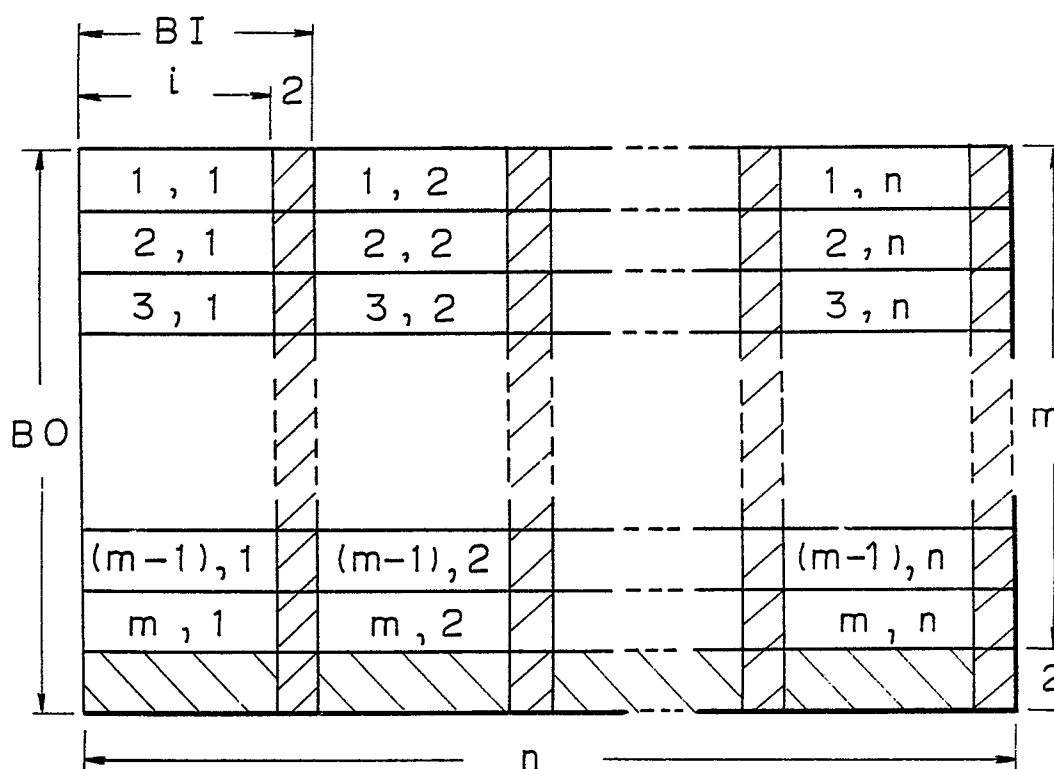 BI
i 2
1, 1 1, 2 1, n
2, 1 2, 2 2, n
3, 1 3, 2 3, n
BO m
(m-1), 1 (m-1), 2 (m-1), n
m, 1 m, 2 m, n
2
n